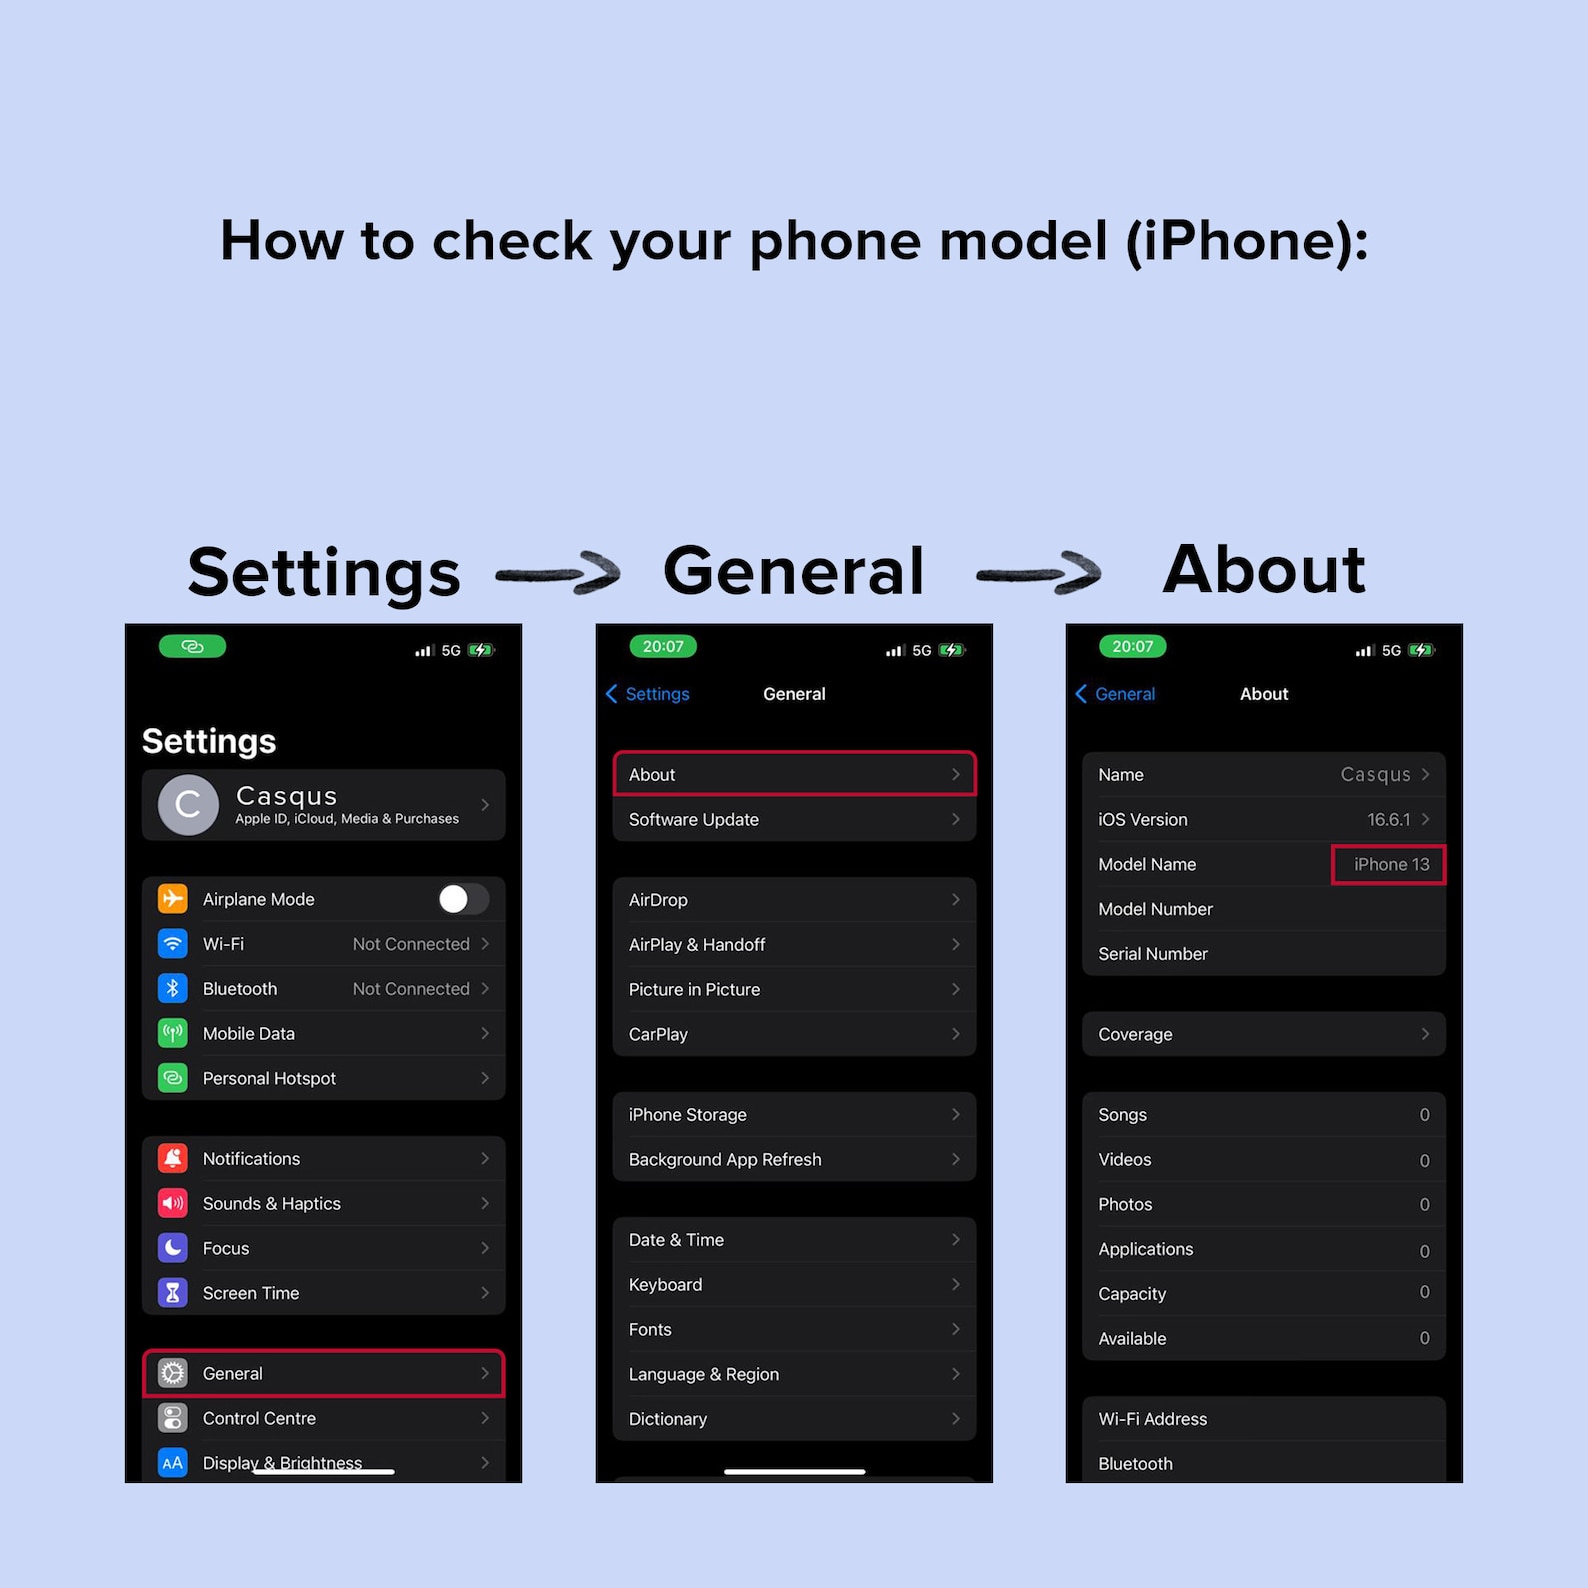 How to check your phone model (iPhone):
Settings
General
About
5G
Settings
C
Casqus
Apple ID, iCloud, Media & Purchases
Airplane Mode
Wi-Fi Not Connected
Bluetooth Not Connected
Mobile Data
Personal Hotspot
Notifications
Sounds & Haptics
Focus
Screen Time
General
Control Centre
AA Display & Brightness
20:07 5G
Settings General
About
Software Update
AirDrop
AirPlay & Handoff
Picture in Picture
CarPlay
iPhone Storage
Background App Refresh
Date & Time
Keyboard
Fonts
Language & Region
Dictionary
20:07 5G
General About
Name Casqus
iOS Version 16.6.1
Model Name iPhone 13
Model Number
Serial Number
Coverage
Songs 0
Videos 0
Photos 0
Applications 0
Capacity 0
Available 0
Wi-Fi Address
Bluetooth